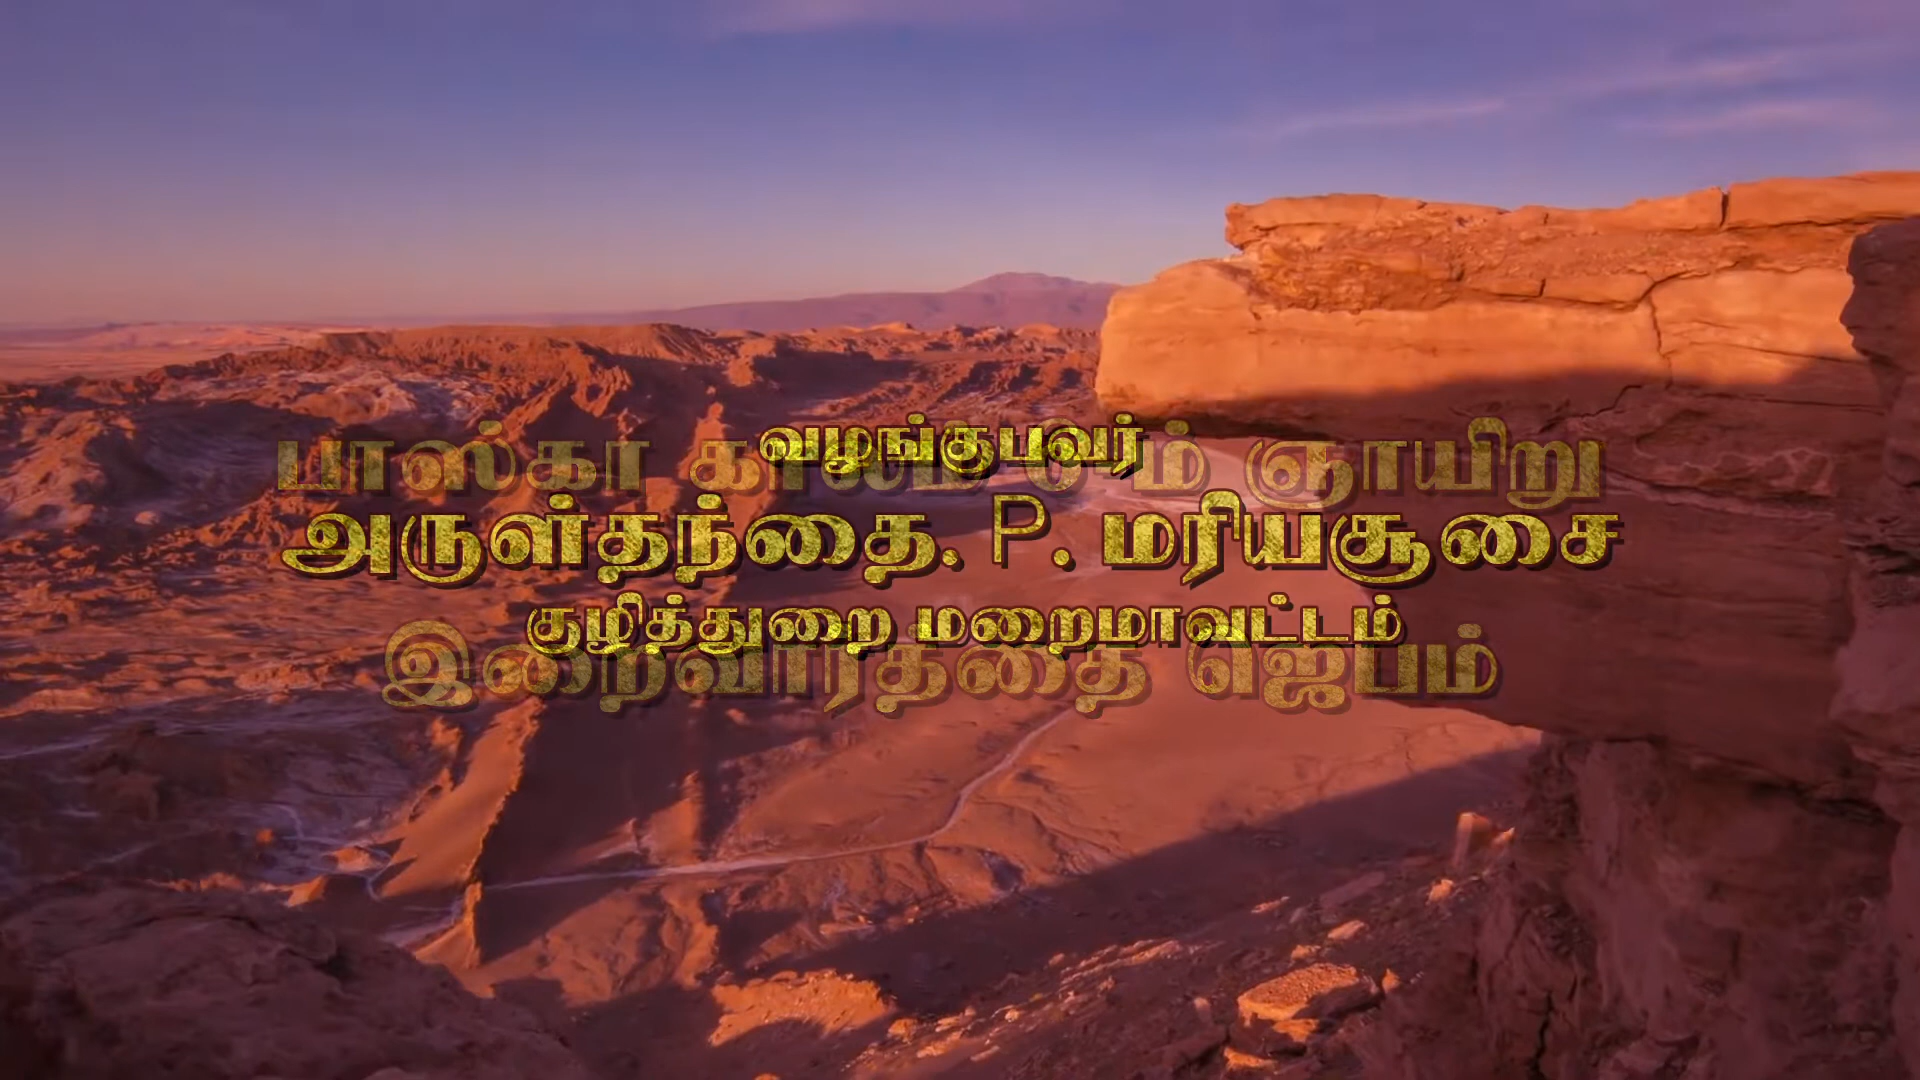 வழங்குபவர்
பாஸ்கா ம் ஞாயிறு
அருள்தந்தை. P. மரியசூசை
குழித்துறை மறைமாவட்டம்
இறைவார்த்தை ஜெபம்